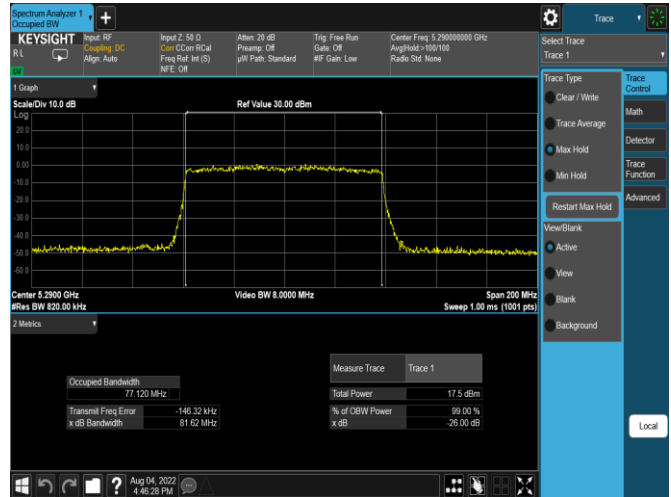 Spectrum Analyzer 1
Occupied BW
Trace
KEYSIGHT
R L
LV
Input: RF
Coupling: DC
Align: Auto
Input Z: 50 Ω
Corr CCorr RCal
Freq Ref: Int (S)
NFE: Off
Atten: 20 dB
Preamp: Off
µW Path: Standard
Trig: Free Run
Gate: Off
#IF Gain: Low
Center Freq: 5.290000000 GHz
Avg|Hold:>100/100
Radio Std: None
Select Trace
Trace 1
1 Graph
Scale/Div 10.0 dB
Ref Value 30.00 dBm
Log
20.0
10.0
0.00
-10.0
-20.0
-30.0
-40.0
-50.0
-60.0
Center 5.2900 GHz
#Res BW 820.00 kHz
Video BW 8.0000 MHz
Span 200 MHz
Sweep 1.00 ms (1001 pts)
2 Metrics
Occupied Bandwidth
77.120 MHz
Transmit Freq Error -146.32 kHz
x dB Bandwidth 81.62 MHz
Measure Trace Trace 1
Total Power 17.5 dBm
% of OBW Power 99.00 %
x dB -26.00 dB
Trace Type
Clear / Write
Trace Average
Max Hold
Min Hold
Restart Max Hold
View/Blank
Active
View
Blank
Background
Trace
Control
Math
Detector
Trace
Function
Advanced
Local
Aug 04, 2022
4:46:28 PM